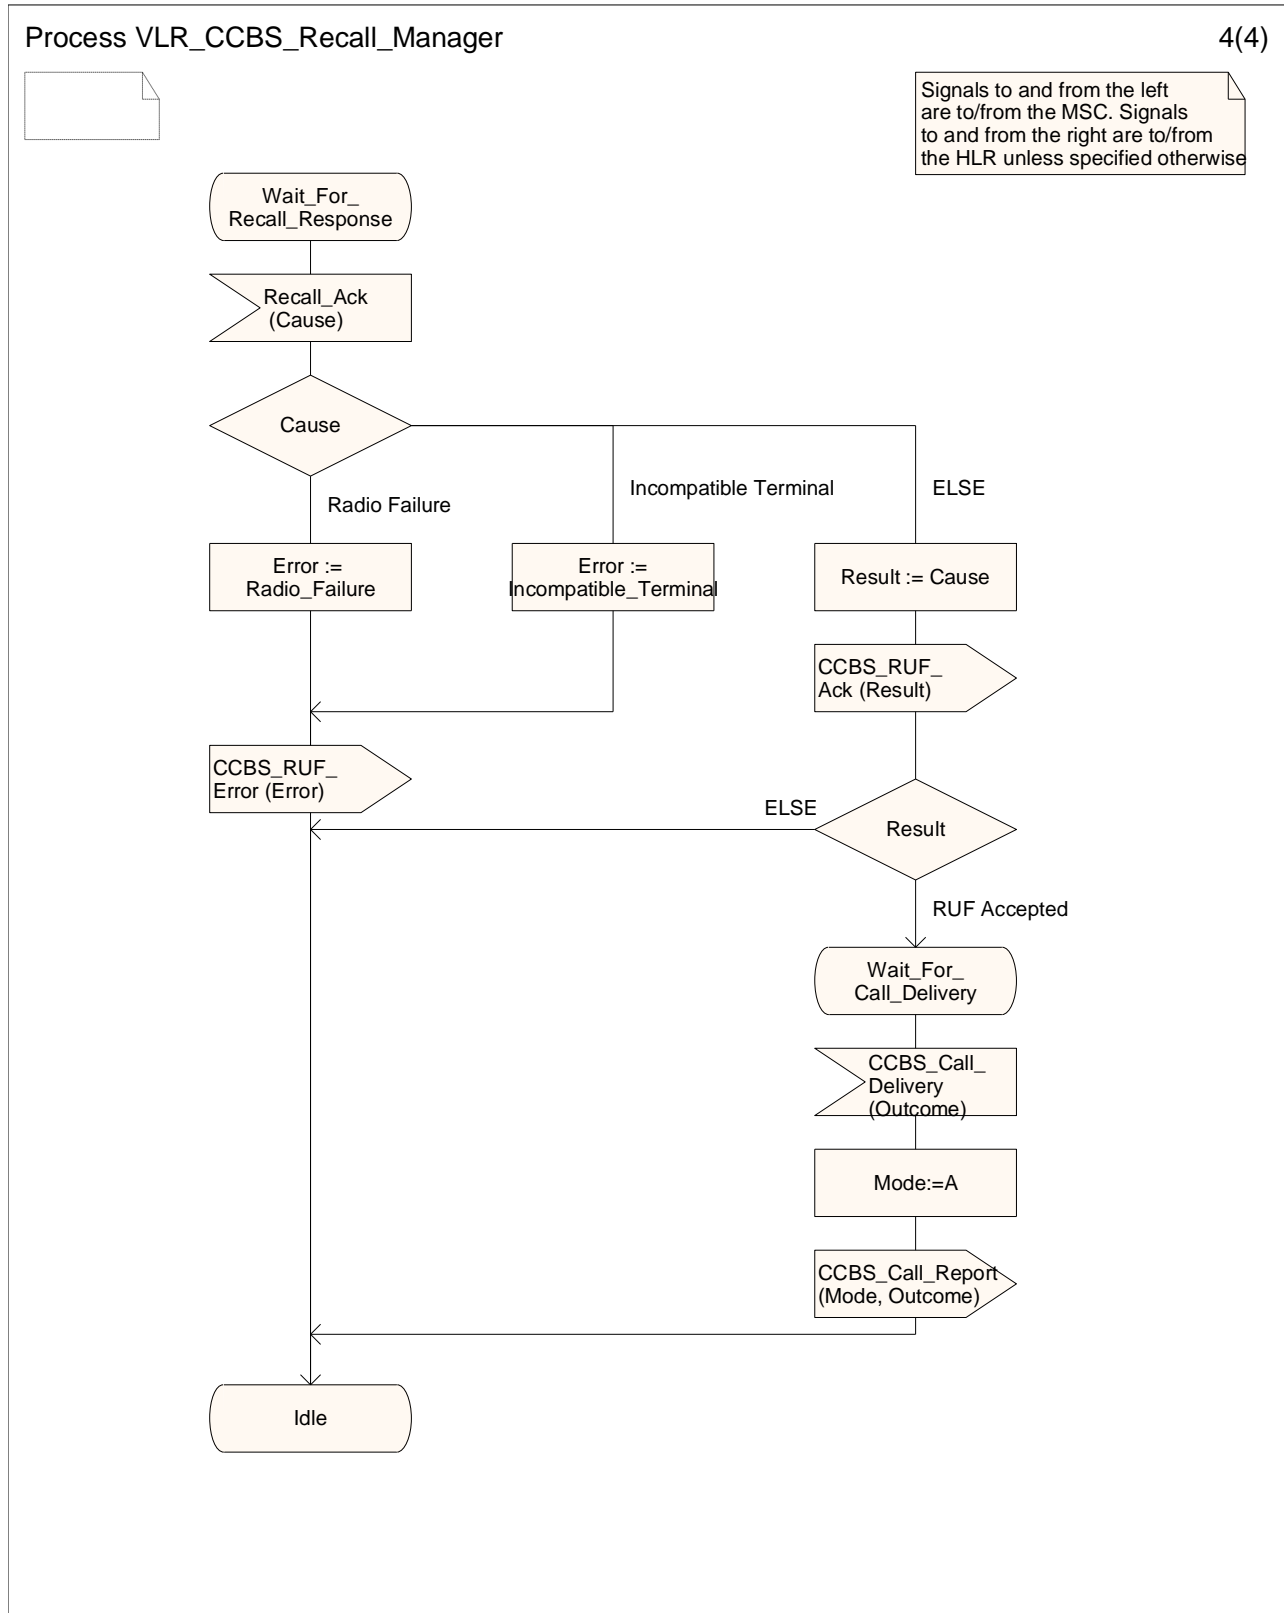 Process VLR_CCBS_Recall_Manager
4(4)
Signals to and from the left
are to/from the MSC. Signals
to and from the right are to/from
the HLR unless specified otherwise
Wait_For_
Recall_Response
Recall_Ack
(Cause)
Cause
Radio Failure
Incompatible Terminal
ELSE
Error :=
Radio_Failure
Error :=
Incompatible_Terminal
Result := Cause
CCBS_RUF_
Ack (Result)
CCBS_RUF_
Error (Error)
ELSE
Result
RUF Accepted
Wait_For_
Call_Delivery
CCBS_Call_
Delivery
(Outcome)
Mode:=A
CCBS_Call_Report
(Mode, Outcome)
Idle